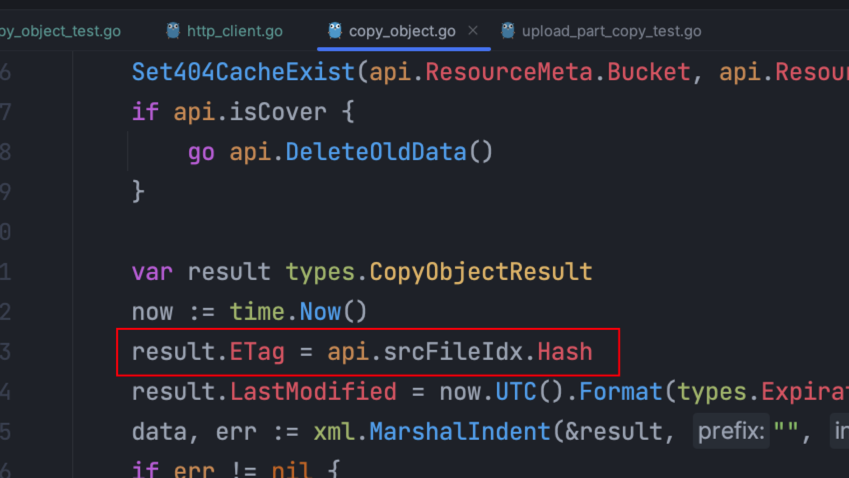 py_object_test.go http_client.go copy_object.go × upload_part_copy_test.go
6 Set404CacheExist(api.ResourceMeta.Bucket, api.Resou
7 if api.isCover {
8 go api.DeleteOldData()
9 }
0
1 var result types.CopyObjectResult
2 now := time.Now()
3 result.ETag = api.srcFileIdx.Hash
4 result.LastModified = now.UTC().Format(types.Expirat
5 data, err := xml.MarshalIndent(&result, prefix: "", in
6 if err != nil {